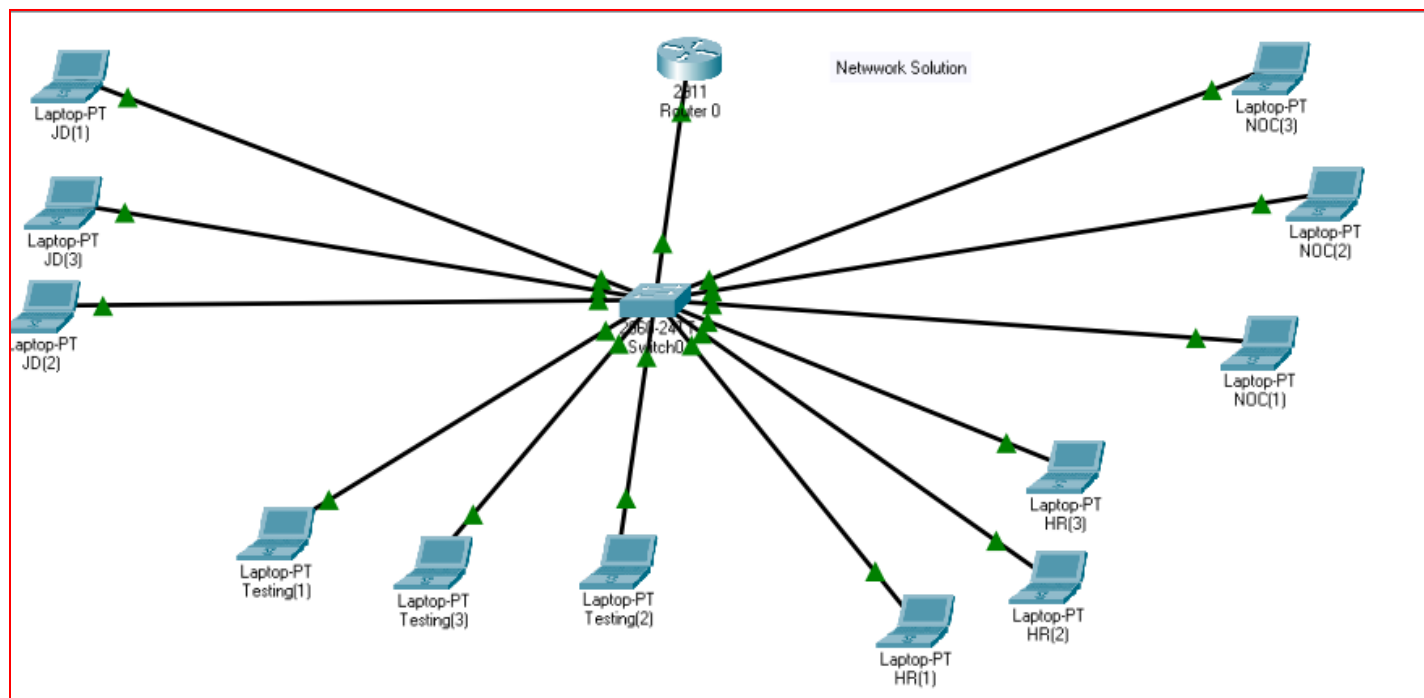 Netwwork Solution
2811
Router 0
Laptop-PT
JD(1)
Laptop-PT
NOC(3)
Laptop-PT
JD(3)
Laptop-PT
NOC(2)
Laptop-PT
JD(2)
Switch0
Laptop-PT
NOC(1)
Laptop-PT
HR(3)
Laptop-PT
Testing(1)
Laptop-PT
Testing(3)
Laptop-PT
Testing(2)
Laptop-PT
HR(2)
Laptop-PT
HR(1)